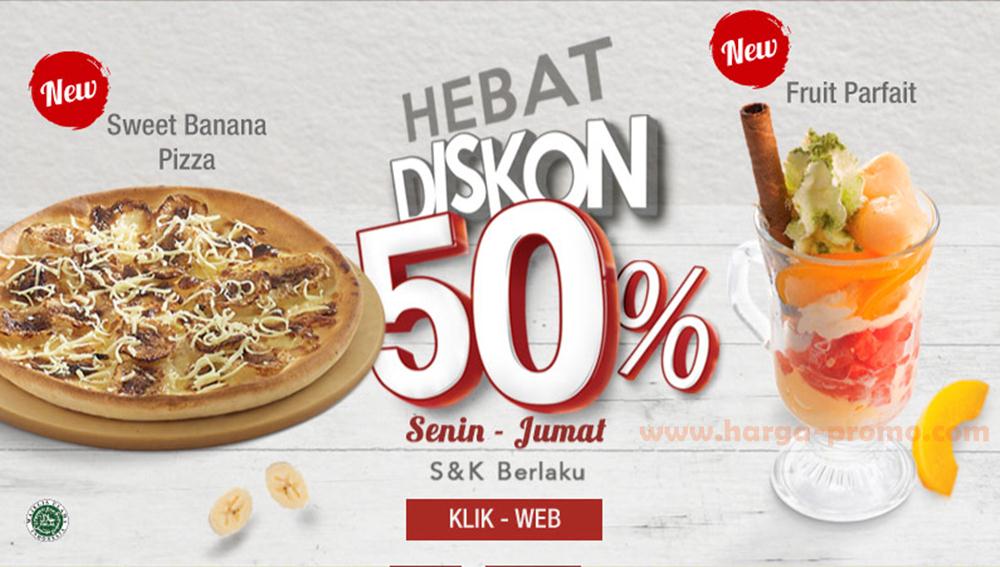 New
Sweet Banana
Pizza
HEBAT
DISKON
50%
Senin - Jumat
S&K Berlaku
KLIK - WEB
New
Fruit Parfait
www.harga-promo.com